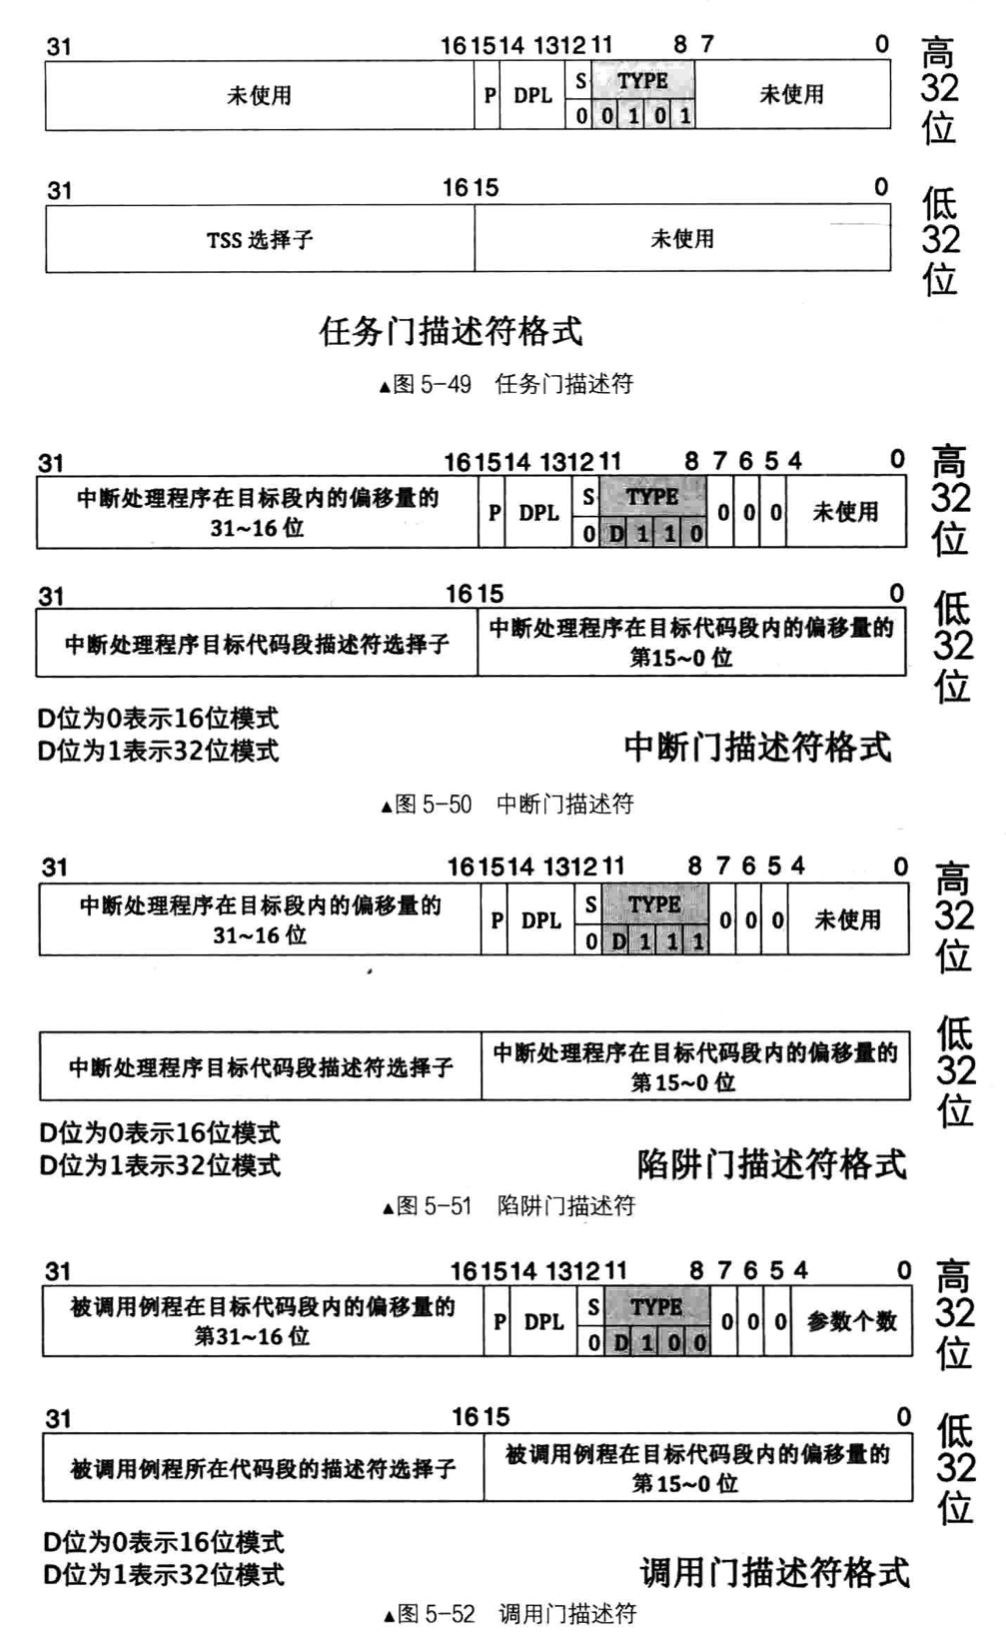 31 16 15 14 13 12 11 8 7 0
未使用 P DPL S TYPE 未使用
0 0 1 0 1
高32位
31 16 15 0
TSS 选择子 未使用
低32位
任务门描述符格式
▲图 5-49 任务门描述符
31 16 15 14 13 12 11 8 7 6 5 4 0
中断处理程序在目标段内的偏移量的
31~16 位
P DPL S TYPE 0 0 0 未使用
0 D 1 1 0
高32位
31 16 15 0
中断处理程序目标代码段描述符选择子
中断处理程序在目标代码段内的偏移量的
第15~0 位
低32位
D位为0表示16位模式
D位为1表示32位模式
中断门描述符格式
▲图 5-50 中断门描述符
31 16 15 14 13 12 11 8 7 6 5 4 0
中断处理程序在目标段内的偏移量的
31~16 位
P DPL S TYPE 0 0 0 未使用
0 D 1 1 1
高32位
中断处理程序目标代码段描述符选择子
中断处理程序在目标代码段内的偏移量的
第15~0 位
低32位
D位为0表示16位模式
D位为1表示32位模式
陷阱门描述符格式
▲图 5-51 陷阱门描述符
31 16 15 14 13 12 11 8 7 6 5 4 0
被调用例程在目标代码段内的偏移量的
第31~16 位
P DPL S TYPE 0 0 0 参数个数
0 D 1 0 0
高32位
31 16 15 0
被调用例程所在代码段的描述符选择子
被调用例程在目标代码段内的偏移量的
第15~0 位
低32位
D位为0表示16位模式
D位为1表示32位模式
调用门描述符格式
▲图 5-52 调用门描述符